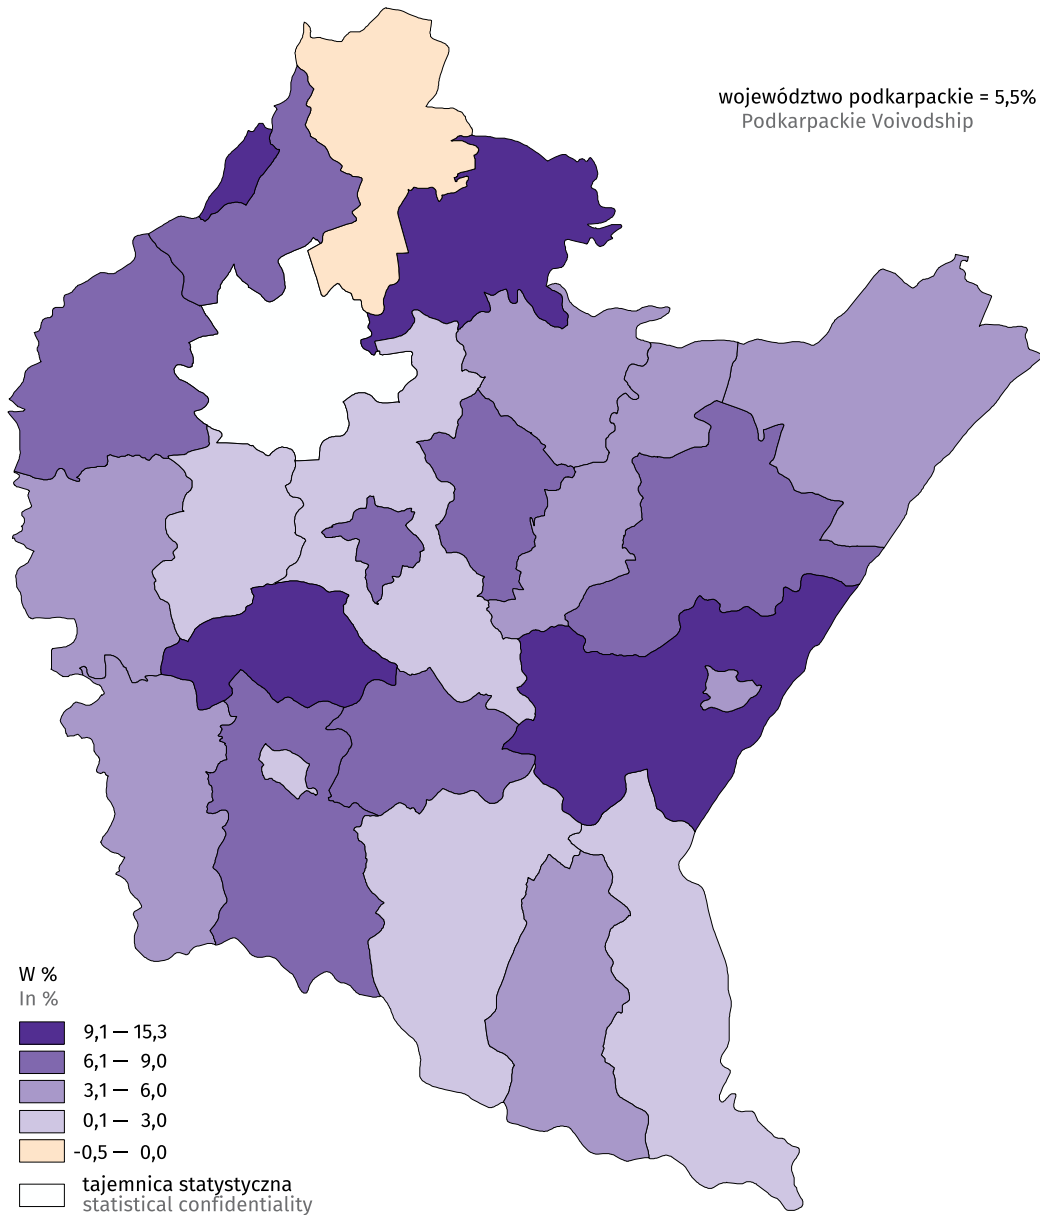 województwo podkarpackie = 5,5%
Podkarpackie Voivodship
W %
In %
9,1 — 15,3
6,1 — 9,0
3,1 — 6,0
0,1 — 3,0
-0,5 — 0,0
tajemnica statystyczna
statistical confidentiality